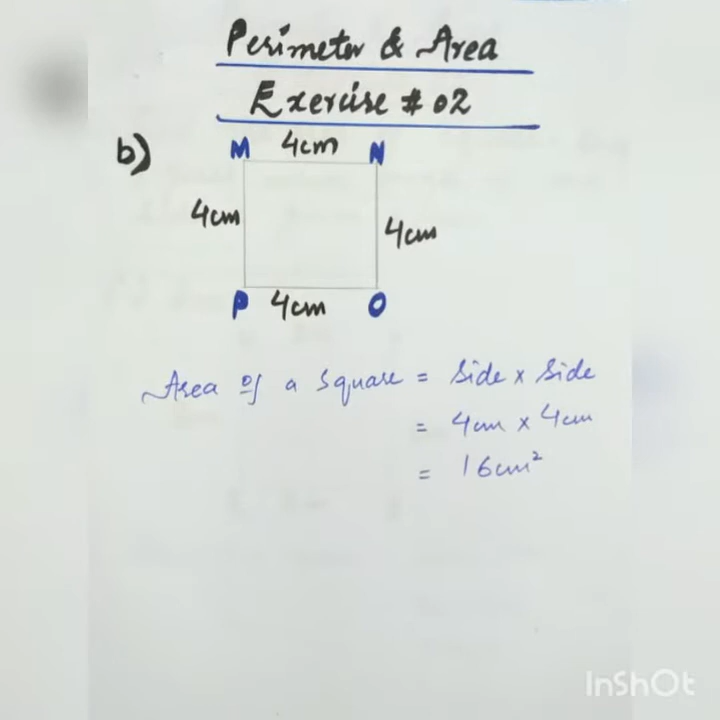 Perimeter & Area
Exercise # 02
b)
M 4cm N
4cm
4cm
P 4cm O
Area of a square = Side x Side
= 4cm x 4cm
= 16cm²
InShOt